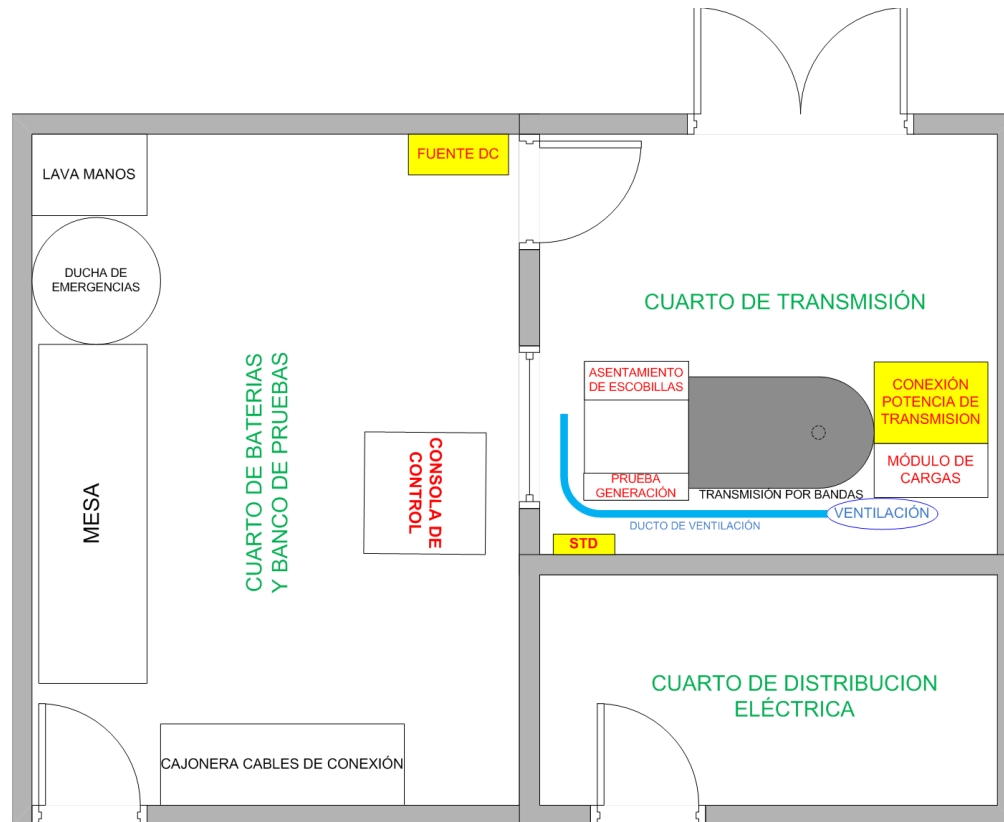 LAVA MANOS
FUENTE DC
DUCHA DE
EMERGENCIAS
CUARTO DE TRANSMISIÓN
ASENTAMIENTO
DE ESCOBILLAS
CONEXIÓN
POTENCIA DE
TRANSMISION
CUARTO DE BATERIAS
Y BANCO DE PRUEBAS
CONSOLA DE
CONTROL
MESA
PRUEBA
GENERACIÓN
TRANSMISIÓN POR BANDAS
MÓDULO DE
CARGAS
VENTILACIÓN
DUCTO DE VENTILACIÓN
STD
CUARTO DE DISTRIBUCION
ELÉCTRICA
CAJONERA CABLES DE CONEXIÓN